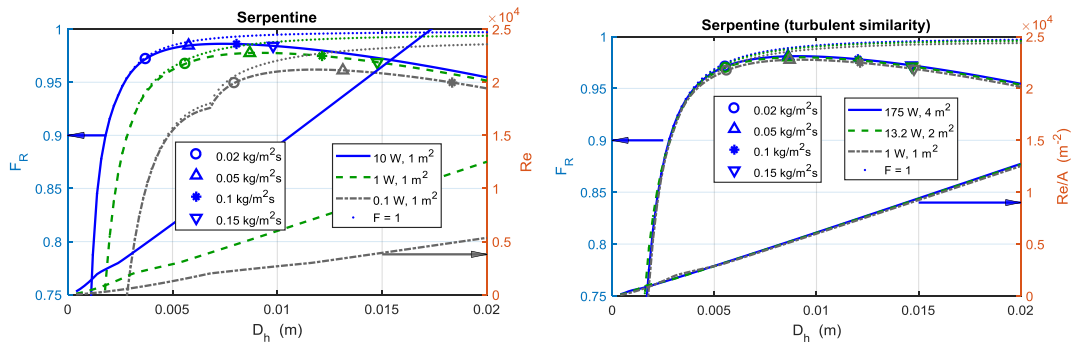 Serpentine
× 10⁴
1
0.95
0.9
0.85
0.8
0.75
F_R
2.5
2
1.5
1
0.5
0
Re
0.02 kg/m²s
0.05 kg/m²s
0.1 kg/m²s
0.15 kg/m²s
10 W, 1 m²
1 W, 1 m²
0.1 W, 1 m²
F = 1
0
0.005
0.01
0.015
0.02
D_h (m)
Serpentine (turbulent similarity)
× 10⁴
1
0.95
0.9
0.85
0.8
0.75
F_R
2.5
2
1.5
1
0.5
0
Re/A (m⁻²)
0.02 kg/m²s
0.05 kg/m²s
0.1 kg/m²s
0.15 kg/m²s
175 W, 4 m²
13.2 W, 2 m²
1 W, 1 m²
F = 1
0
0.005
0.01
0.015
0.02
D_h (m)